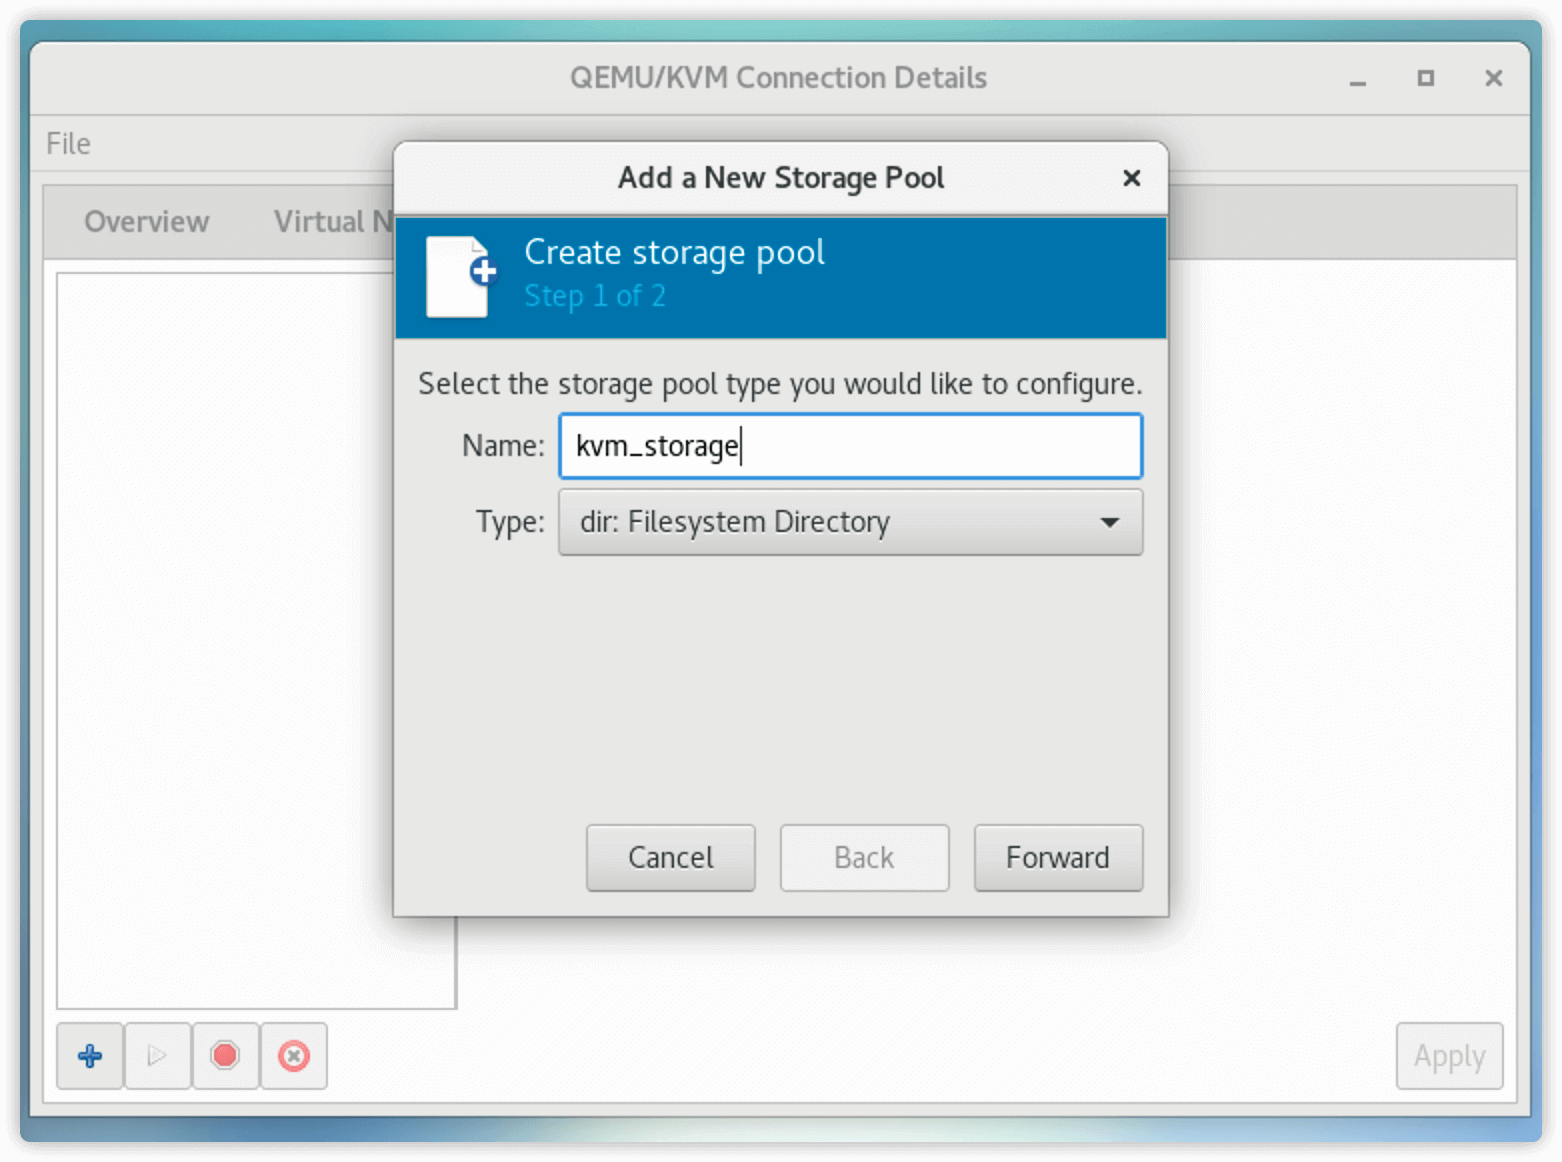 QEMU/KVM Connection Details
File
Add a New Storage Pool
Overview
Virtual N
Create storage pool
Step 1 of 2
Select the storage pool type you would like to configure.
Name: kvm_storage
Type: dir: Filesystem Directory
Cancel Back Forward
Apply